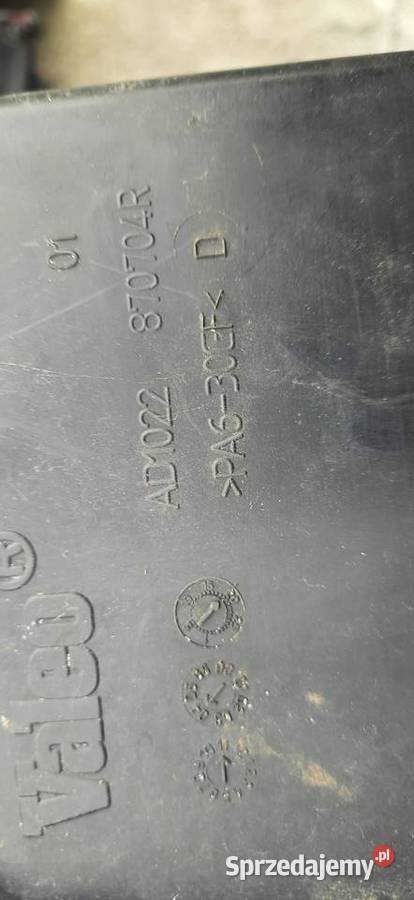 Valeo ®
AD1022 870704R
>PA6-30GF< D
01
Sprzedajemy.pl